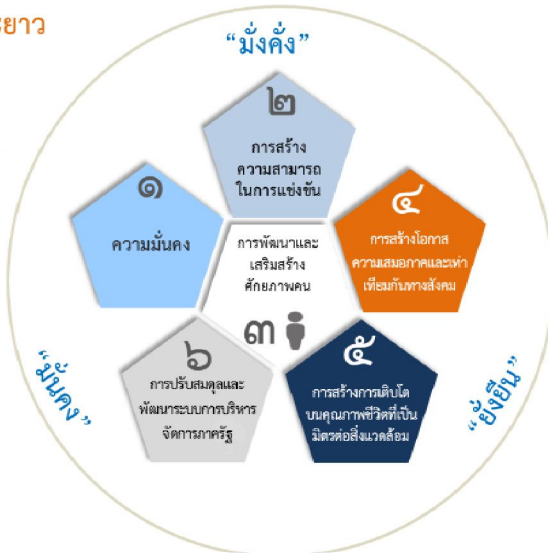 “มั่งคั่ง”
๒
การสร้าง
ความสามารถ
ในการแข่งขัน
๑
ความมั่นคง
๔
การสร้างโอกาส
ความเสมอภาคและเท่า
เทียมกันทางสังคม
การพัฒนาและ
เสริมสร้าง
ศักยภาพคน
๓
๖
การปรับสมดุลและ
พัฒนาระบบการบริหาร
จัดการภาครัฐ
๕
การสร้างการเติบโต
บนคุณภาพชีวิตที่เป็น
มิตรต่อสิ่งแวดล้อม
“มั่นคง”
“ยั่งยืน”